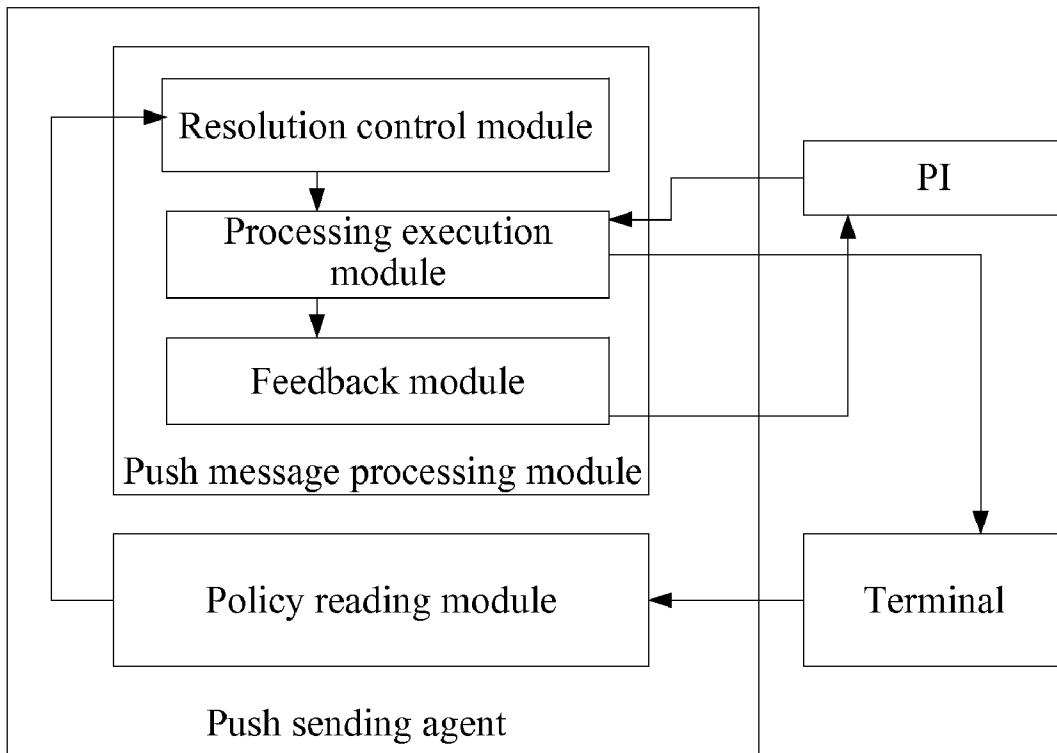 Resolution control module
PI
Processing execution
module
Feedback module
Push message processing module
Policy reading module
Terminal
Push sending agent